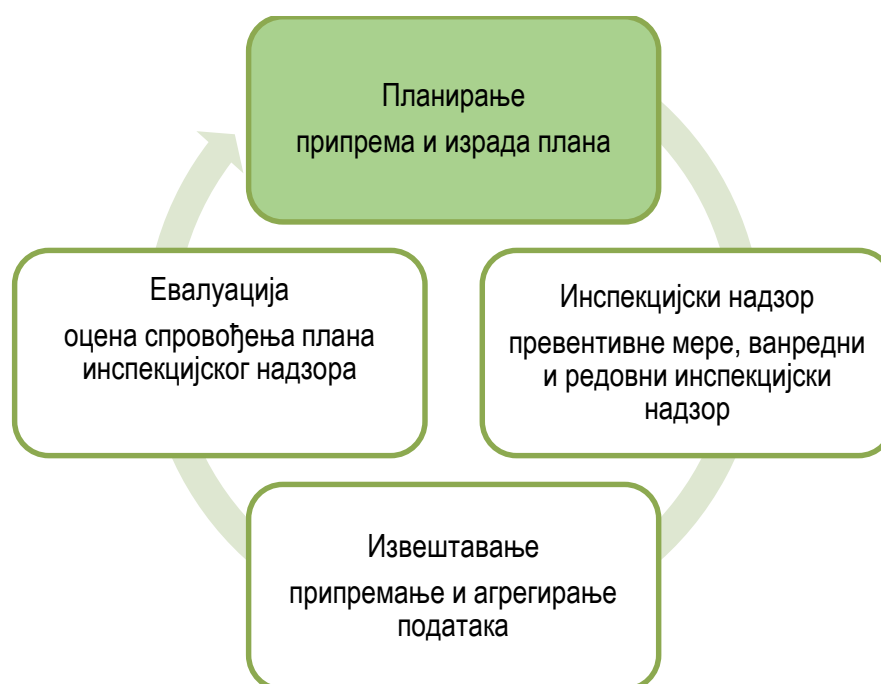 Планирање
припрема и израда плана
Инспекцијски надзор
превентивне мере, ванредни
и редовни инспекцијски
надзор
Извештавање
припремање и агрегирање
података
Евалуација
оцена спровођења плана
инспекцијског надзора